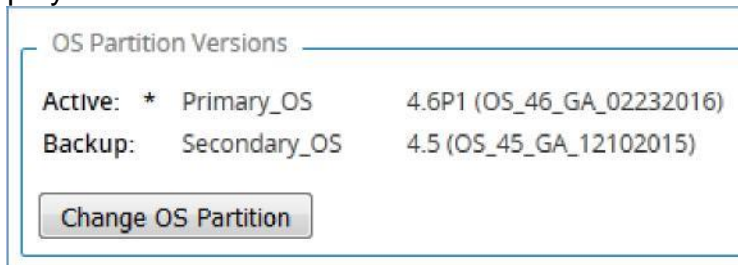 OS Partition Versions
Active: * Primary_OS 4.6P1 (OS_46_GA_02232016)
Backup: Secondary_OS 4.5 (OS_45_GA_12102015)
Change OS Partition